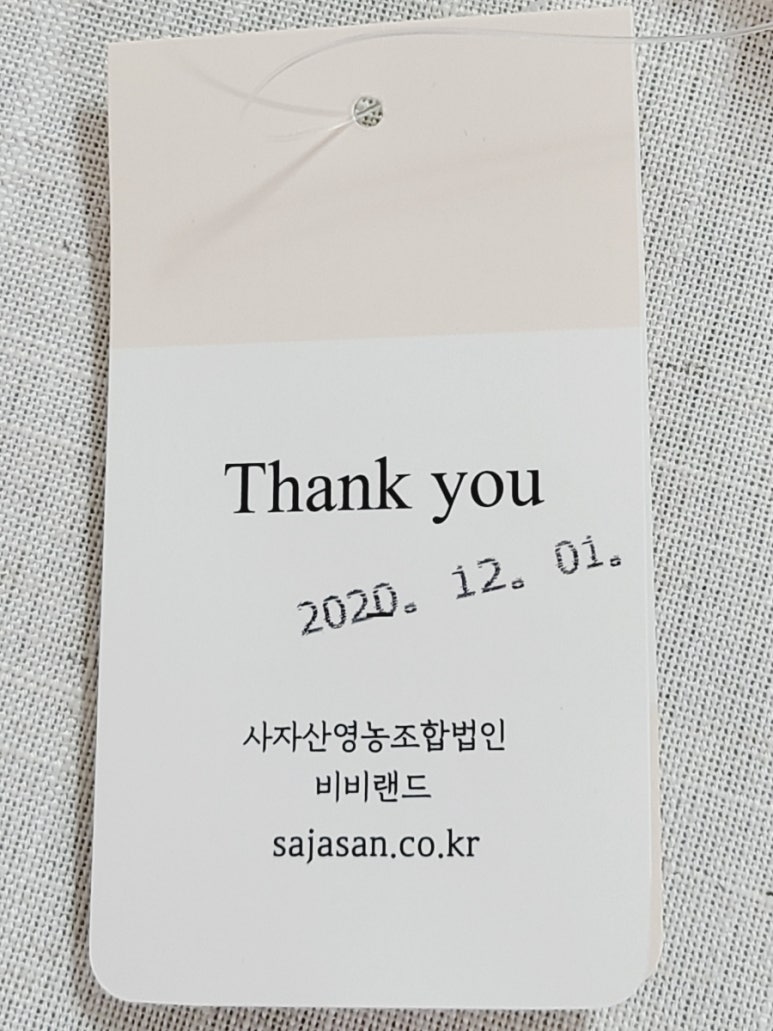 Thank you
2020. 12. 01.
사자산영농조합법인
비비랜드
sajasan.co.kr